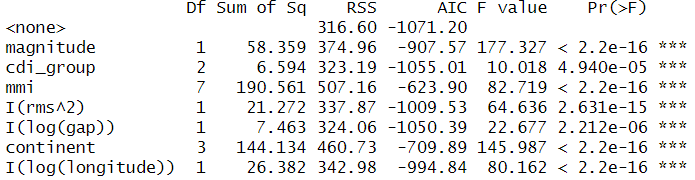 Df Sum of Sq RSS AIC F value Pr(>F)
<none> 316.60 -1071.20
magnitude 1 58.359 374.96 -907.57 177.327 < 2.2e-16 ***
cdi_group 2 6.594 323.19 -1055.01 10.018 4.940e-05 ***
mmi 7 190.561 507.16 -623.90 82.719 < 2.2e-16 ***
I(rms^2) 1 21.272 337.87 -1009.53 64.636 2.631e-15 ***
I(log(gap)) 1 7.463 324.06 -1050.39 22.677 2.212e-06 ***
continent 3 144.134 460.73 -709.89 145.987 < 2.2e-16 ***
I(log(longitude)) 1 26.382 342.98 -994.84 80.162 < 2.2e-16 ***